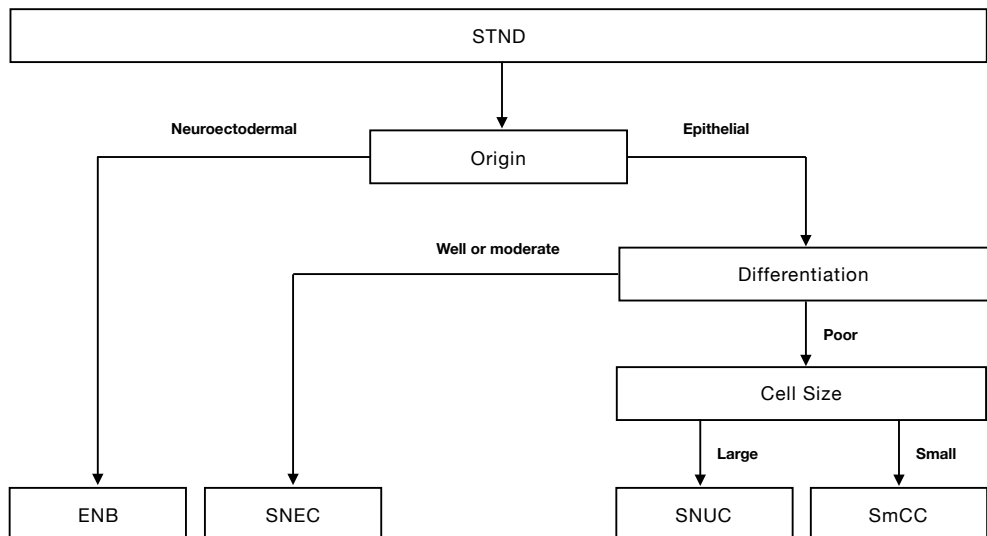 STND
Neuroectodermal
Epithelial
Origin
Well or moderate
Differentiation
Poor
Cell Size
Large
Small
ENB
SNEC
SNUC
SmCC